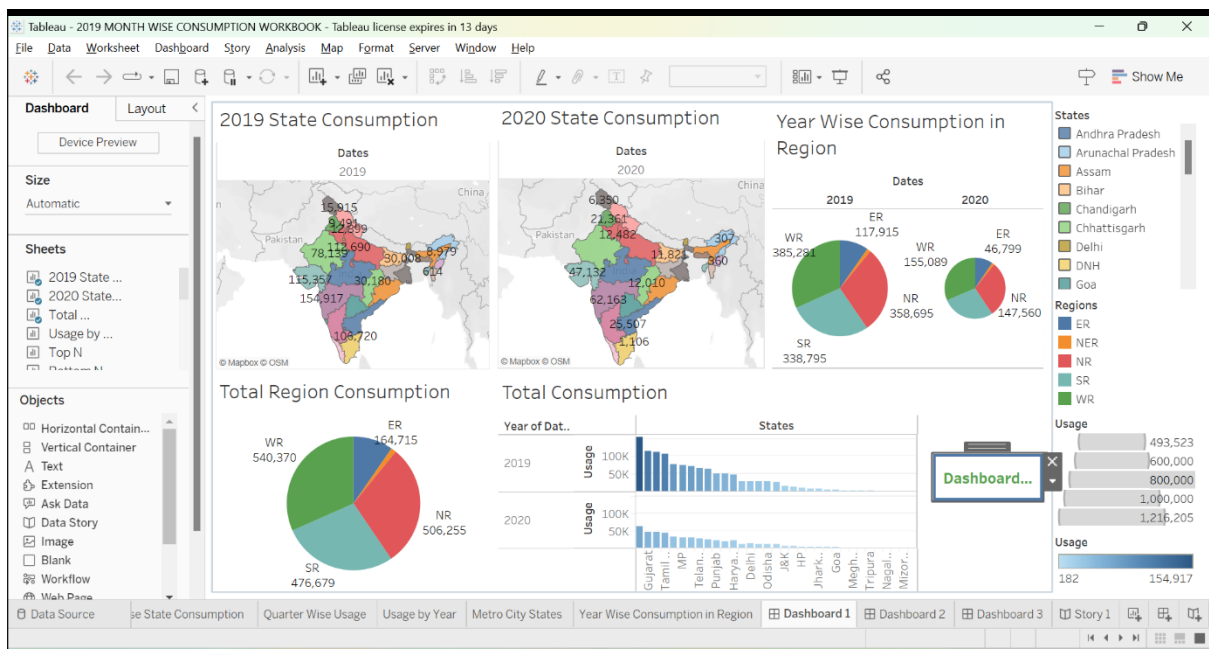 Tableau - 2019 MONTH WISE CONSUMPTION WORKBOOK - Tableau license expires in 13 days
File Data Worksheet Dashboard Story Analysis Map Format Server Window Help
Show Me
Dashboard Layout
Device Preview
Size
Automatic
Sheets
2019 State ...
2020 State...
Total ...
Usage by ...
Top N
Objects
Horizontal Contain...
Vertical Container
A Text
Extension
Ask Data
Data Story
Image
Blank
Workflow
Web Page
2019 State Consumption
Dates
2019
China
Pakistan
15,915
9,491
12,899
112,690
78,139
30,008
8,979
614
115,357
30,180
154,917
108,720
© Mapbox © OSM
2020 State Consumption
Dates
2020
China
Pakistan
6,350
21,361
12,482
307
11,821
360
47,132
India
12,010
62,163
25,507
1,106
© Mapbox © OSM
Year Wise Consumption in
Region
Dates
2019 2020
ER
117,915
WR
385,281
NR
358,695
SR
338,795
ER
46,799
WR
155,089
NR
147,560
Total Region Consumption
ER
164,715
WR
540,370
NR
506,255
SR
476,679
Total Consumption
Year of Dat.. States
2019
Usage
100K
50K
2020
Usage
100K
50K
Gujarat
Tamil ..
MP
Telan..
Punjab
Harya..
Delhi
Odisha
J&K
HP
Jhark..
Goa
Megh..
Tripura
Nagal..
Mizor..
Dashboard...
States
Andhra Pradesh
Arunachal Pradesh
Assam
Bihar
Chandigarh
Chhattisgarh
Delhi
DNH
Goa
Regions
ER
NER
NR
SR
WR
Usage
493,523
600,000
800,000
1,000,000
1,216,205
Usage
182 154,917
Data Source se State Consumption Quarter Wise Usage Usage by Year Metro City States Year Wise Consumption in Region Dashboard 1 Dashboard 2 Dashboard 3 Story 1